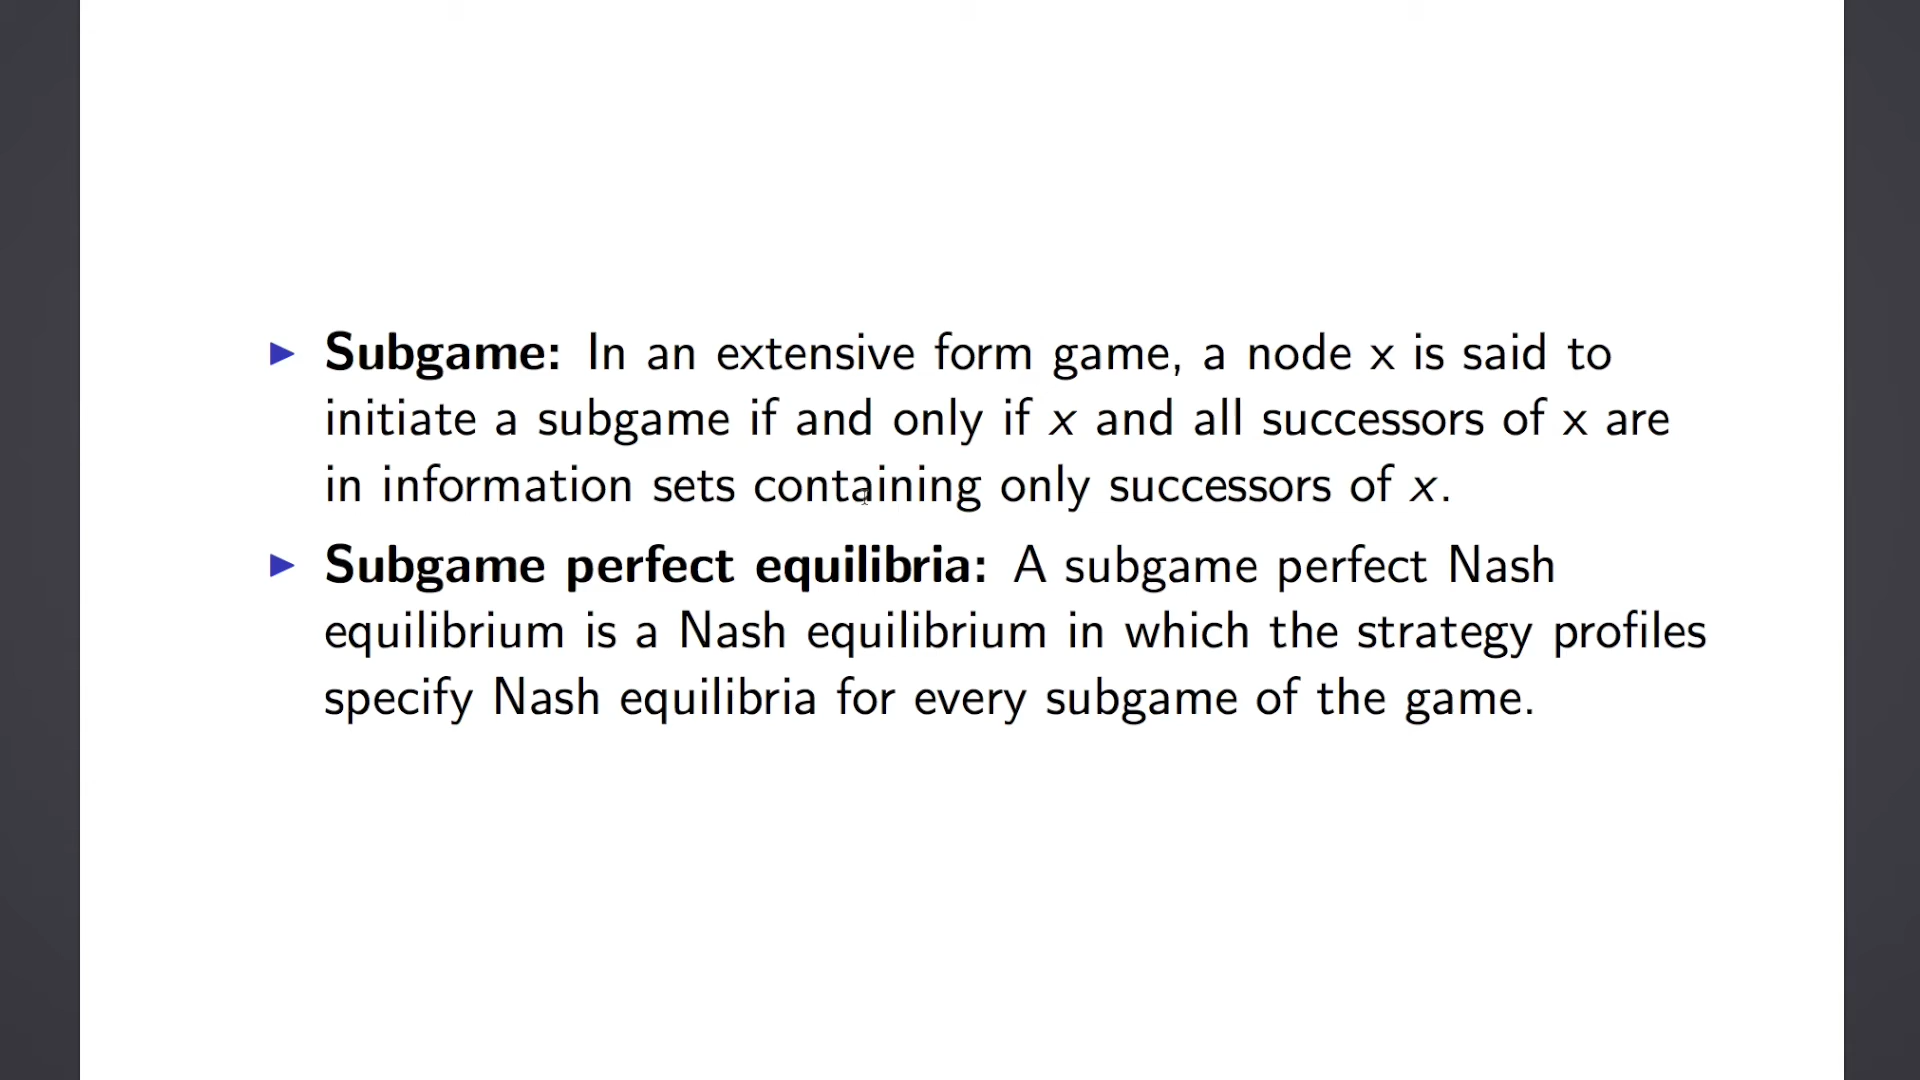 ▶ Subgame: In an extensive form game, a node x is said to
initiate a subgame if and only if x and all successors of x are
in information sets containing only successors of x.
▶ Subgame perfect equilibria: A subgame perfect Nash
equilibrium is a Nash equilibrium in which the strategy profiles
specify Nash equilibria for every subgame of the game.